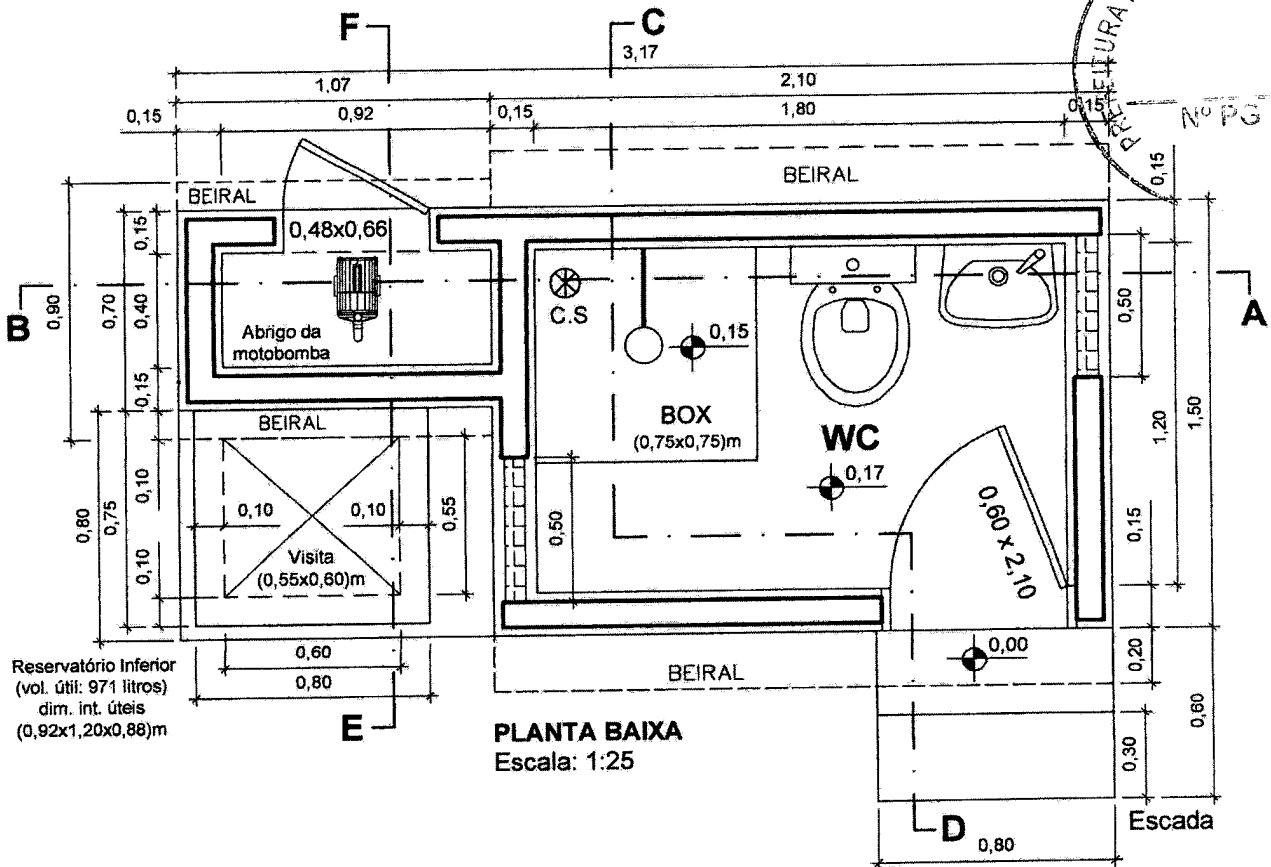 F
C
3,17
1,07
2,10
0,15
0,92
0,15
1,80
0,15
PREFEITURA
Nº PG
BEIRAL
BEIRAL
0,15
0,48x0,66
0,15
0,90
0,70
0,40
0,15
B
A
C.S
0,15
0,50
Abrigo da
motobomba
BOX
(0,75x0,75)m
WC
0,17
1,20
1,50
BEIRAL
0,10
0,10
0,10
0,55
0,80
0,75
0,10
Visita
(0,55x0,60)m
0,50
0,60 x 2,10
0,15
Reservatório Inferior
(vol. útil: 971 litros)
dim. int. úteis
(0,92x1,20x0,88)m
0,60
0,80
BEIRAL
0,00
0,20
0,60
0,30
E
PLANTA BAIXA
Escala: 1:25
D
0,80
Escada